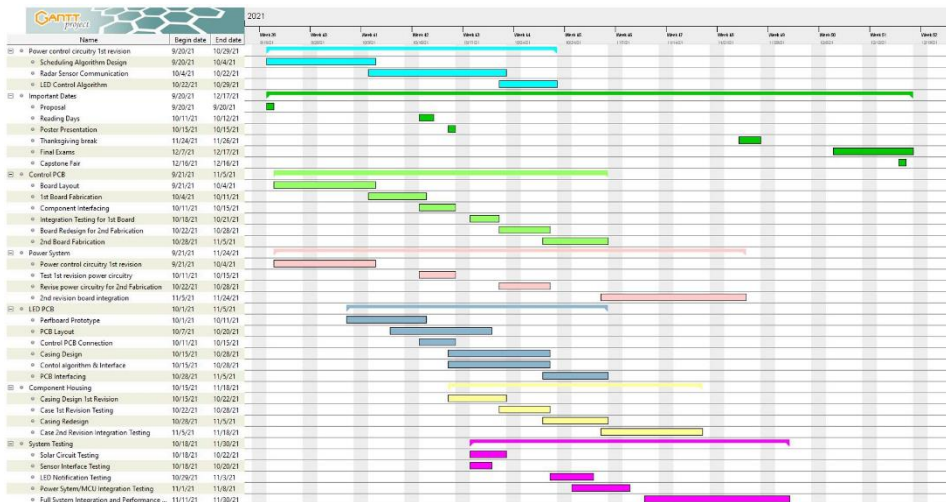 GANTT
project
2021
Name Begin date End date
Power control circuitry 1st revision 9/20/21 10/29/21
Scheduling Algorithm Design 9/20/21 10/4/21
Radar Sensor Communication 10/4/21 10/22/21
LED Control Algorithm 10/22/21 10/29/21
Important Dates 9/20/21 12/17/21
Proposal 9/20/21 9/20/21
Reading Days 10/11/21 10/12/21
Poster Presentation 10/15/21 10/15/21
Thanksgiving break 11/24/21 11/26/21
Final Exams 12/7/21 12/17/21
Capstone Fair 12/16/21 12/16/21
Control PCB 9/21/21 11/5/21
Board Layout 9/21/21 10/4/21
1st Board Fabrication 10/4/21 10/11/21
Component Interfacing 10/11/21 10/15/21
Integration Testing for 1st Board 10/18/21 10/21/21
Board Redesign for 2nd Fabrication 10/22/21 10/28/21
2nd Board Fabrication 10/28/21 11/5/21
Power System 9/21/21 11/24/21
Power control circuitry 1st revision 9/21/21 10/4/21
Test 1st revision power circuitry 10/11/21 10/15/21
Revise power circuitry for 2nd Fabrication 10/22/21 10/28/21
2nd revision board integration 11/5/21 11/24/21
LED PCB 10/1/21 11/5/21
Perfboard Prototype 10/1/21 10/11/21
PCB Layout 10/7/21 10/20/21
Control PCB Connection 10/11/21 10/15/21
Casing Design 10/15/21 10/28/21
Contol algorithm & Interface 10/15/21 10/28/21
PCB Interfacing 10/28/21 11/5/21
Component Housing 10/15/21 11/18/21
Casing Design 1st Revision 10/15/21 10/22/21
Case 1st Revision Testing 10/22/21 10/28/21
Casing Redesign 10/28/21 11/5/21
Case 2nd Revision Integration Testing 11/5/21 11/18/21
System Testing 10/18/21 11/30/21
Solar Circuit Testing 10/18/21 10/22/21
Sensor Interface Testing 10/18/21 10/20/21
LED Notification Testing 10/29/21 11/3/21
Power Sytem/MCU Integration Testing 11/1/21 11/8/21
Full System Integration and Performance ... 11/11/21 11/30/21